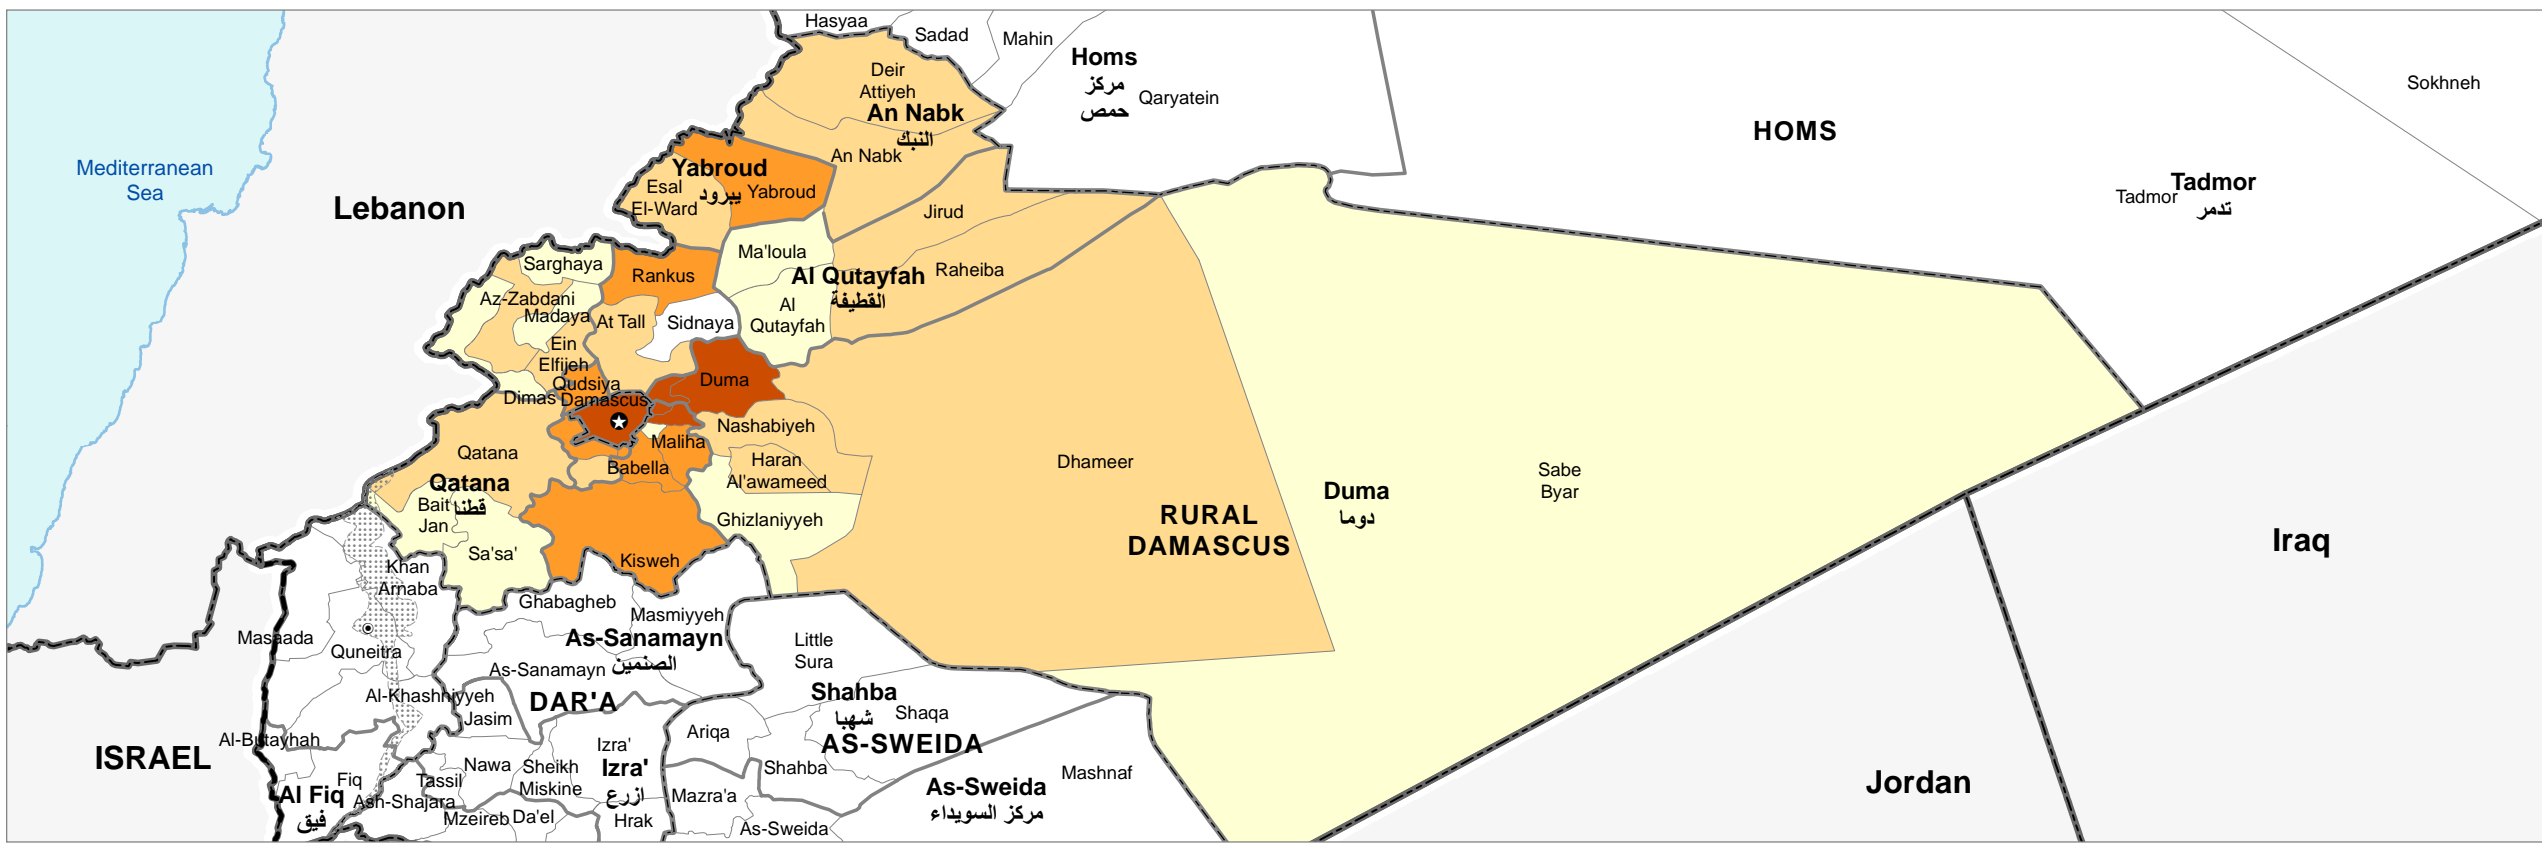 Hasyaa
Sadad
Mahin
Homs
مركز
حمص
Qaryatein
Sokhneh
HOMS
Deir
Attiyeh
An Nabk
النبك
An Nabk
Mediterranean
Sea
Lebanon
Yabroud
يبرود
Yabroud
Esal
El-Ward
Tadmor
Tadmor
تدمر
Jirud
Ma'loula
Sarghaya
Rankus
Al Qutayfah
القطيفة
Raheiba
Az-Zabdani
Madaya
At Tall
Sidnaya
Al
Qutayfah
Ein
Elfijeh
Qudsiya
Duma
Dimas
Damascus
Nashabiyeh
Maliha
Qatana
Babella
Haran
Al'awameed
Dhameer
Sabe
Byar
Qatana
قطنا
Duma
دوما
Bait
Jan
Ghizlaniyyeh
RURAL
DAMASCUS
Iraq
Sa'sa'
Kisweh
Khan
Arnaba
Ghabagheb
Masmiyyeh
Masaada
Quneitra
As-Sanamayn
الصنمين
As-Sanamayn
Little
Sura
Al-Khashniyyeh
DAR'A
Jasim
Shahba
شهبا
Shaqa
Ariqa
AS-SWEIDA
Al-Butayhah
ISRAEL
Izra'
Izra'
ازرع
Nawa
Sheikh
Miskine
Shahba
Mashnaf
Fiq
Al Fiq
فيق
Tassil
Ash-Shajara
As-Sweida
مركز السويداء
Jordan
Mazra'a
Mzeireb
Da'el
Hrak
As-Sweida